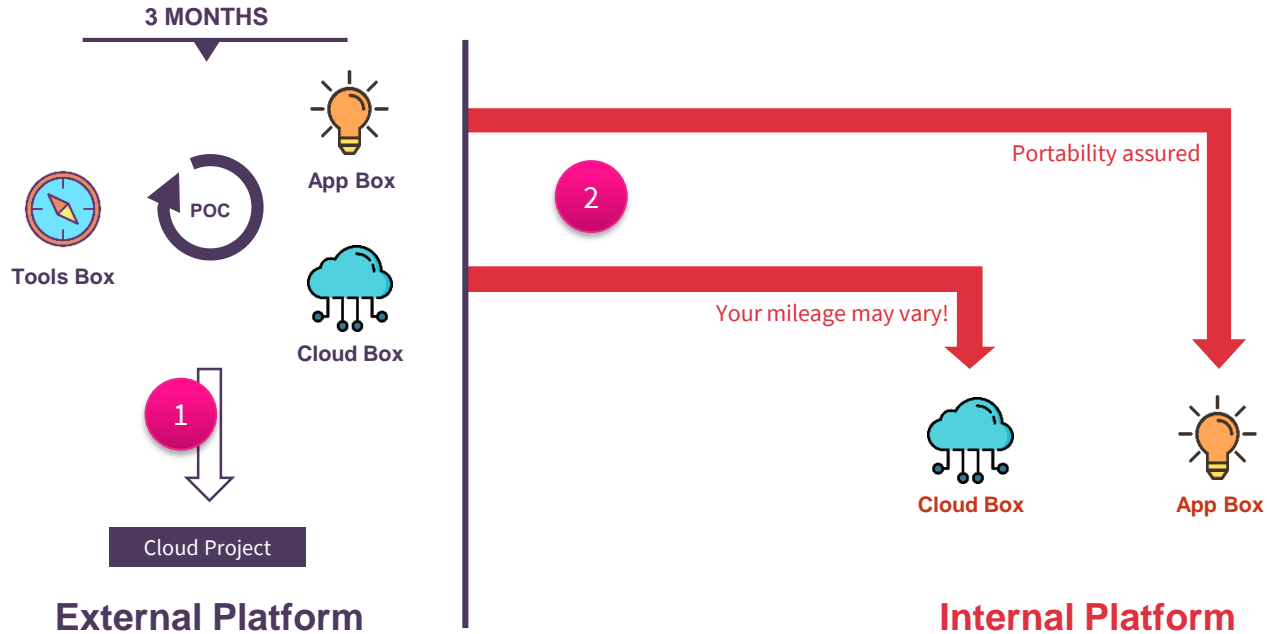 3 MONTHS
App Box
POC
Tools Box
Cloud Box
1
Cloud Project
External Platform
2
Portability assured
Your mileage may vary!
Cloud Box
App Box
Internal Platform